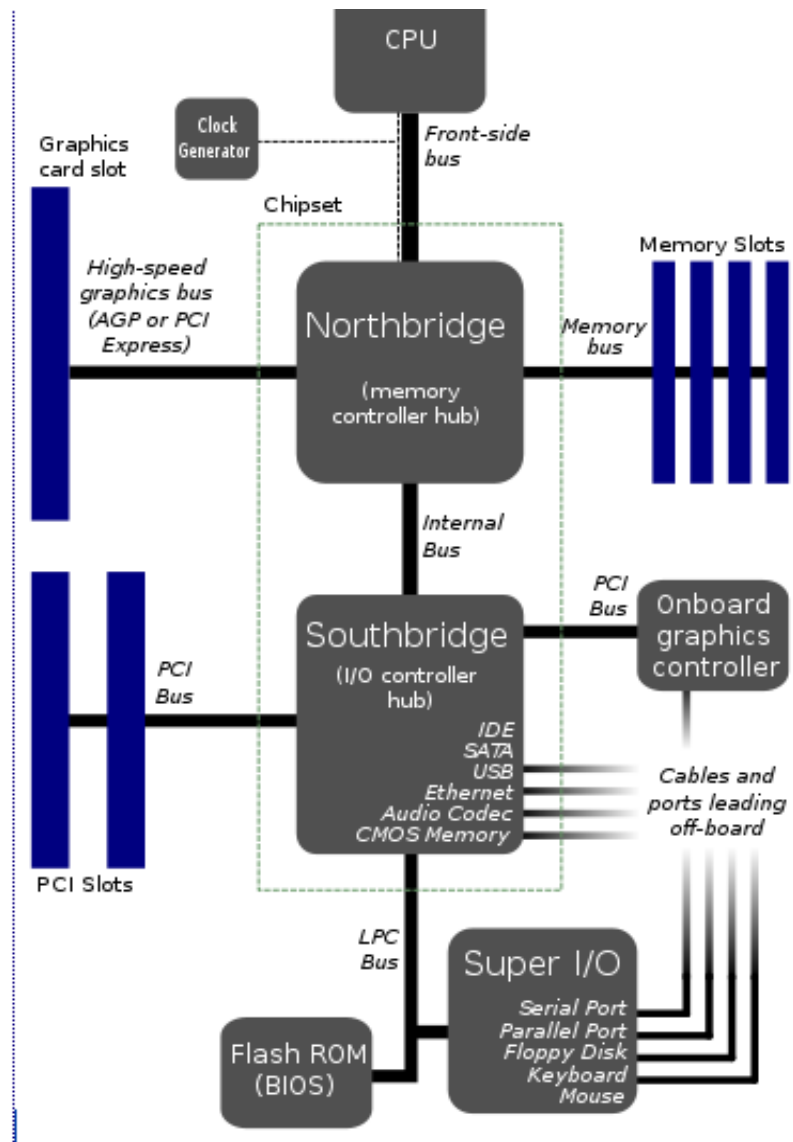 CPU
Clock
Generator
Front-side
bus
Graphics
card slot
Chipset
High-speed
graphics bus
(AGP or PCI
Express)
Northbridge
(memory
controller hub)
Memory Slots
Memory
bus
Internal
Bus
PCI
Bus
Onboard
graphics
controller
Southbridge
(I/O controller
hub)
PCI
Bus
IDE
SATA
USB
Ethernet
Audio Codec
CMOS Memory
Cables and
ports leading
off-board
PCI Slots
LPC
Bus
Super I/O
Serial Port
Parallel Port
Floppy Disk
Keyboard
Mouse
Flash ROM
(BIOS)